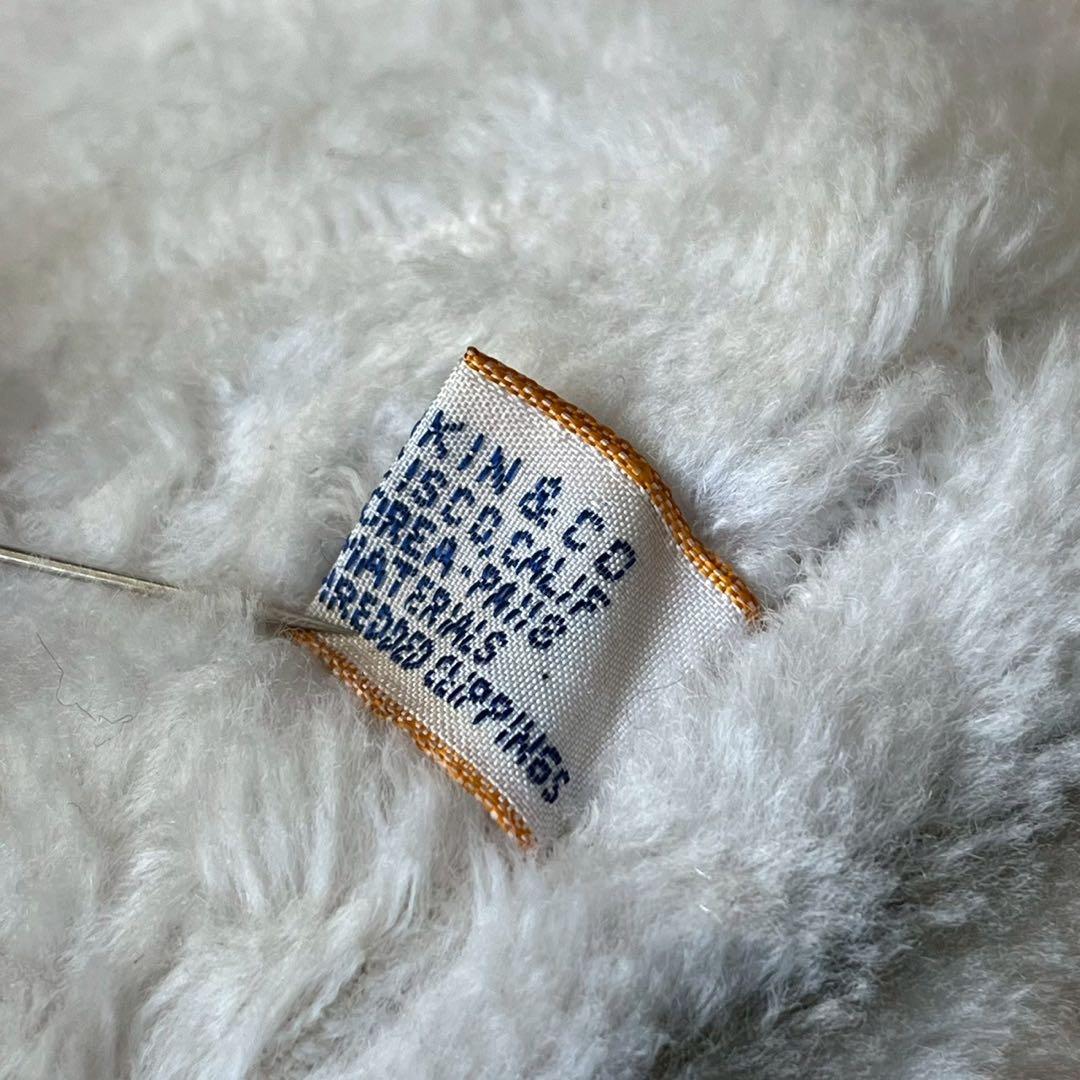 KIN & CO
ISCO, CALIF
OREA - PA118
MATERIALS
REDDED CLIPPINGS